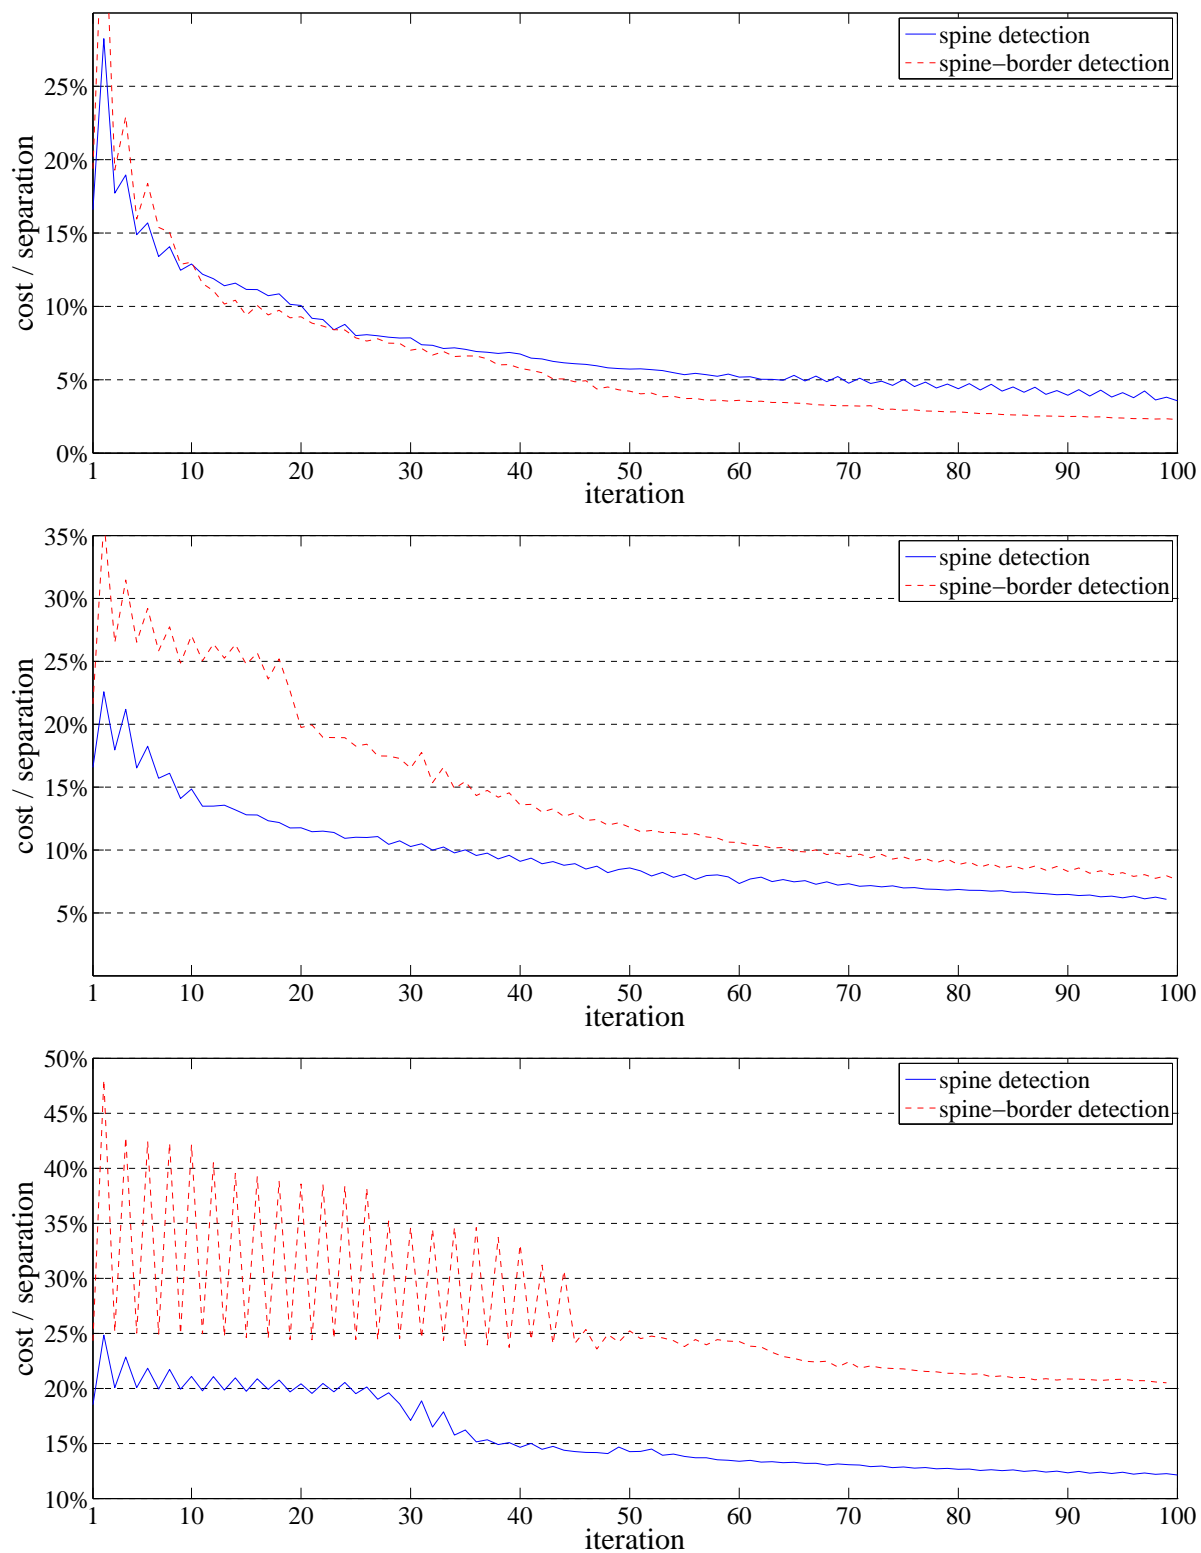 spine detection
spine−border detection
25%
20%
15%
10%
5%
0%
cost / separation
1 10 20 30 40 50 60 70 80 90 100
iteration
35%
spine detection
spine−border detection
30%
25%
20%
15%
10%
5%
cost / separation
1 10 20 30 40 50 60 70 80 90 100
iteration
50%
spine detection
spine−border detection
45%
40%
35%
30%
25%
20%
15%
10%
cost / separation
1 10 20 30 40 50 60 70 80 90 100
iteration